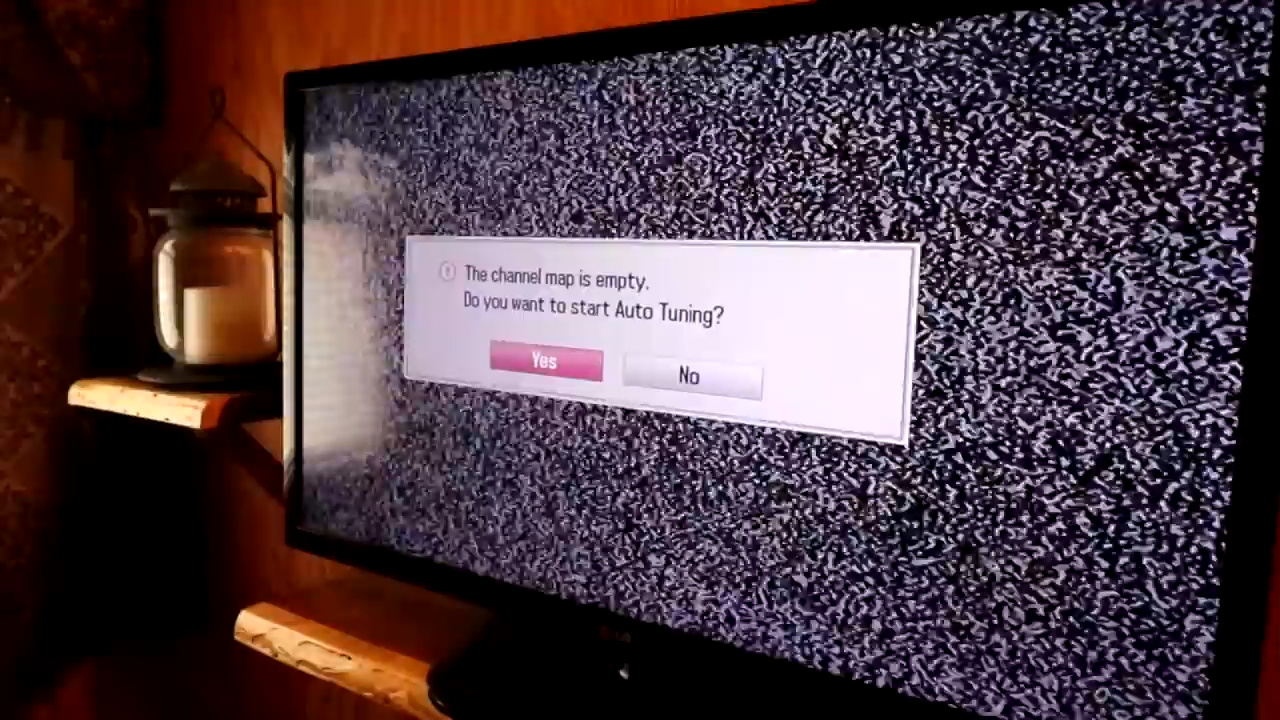 The channel map is empty.
Do you want to start Auto Tuning?
Yes
No